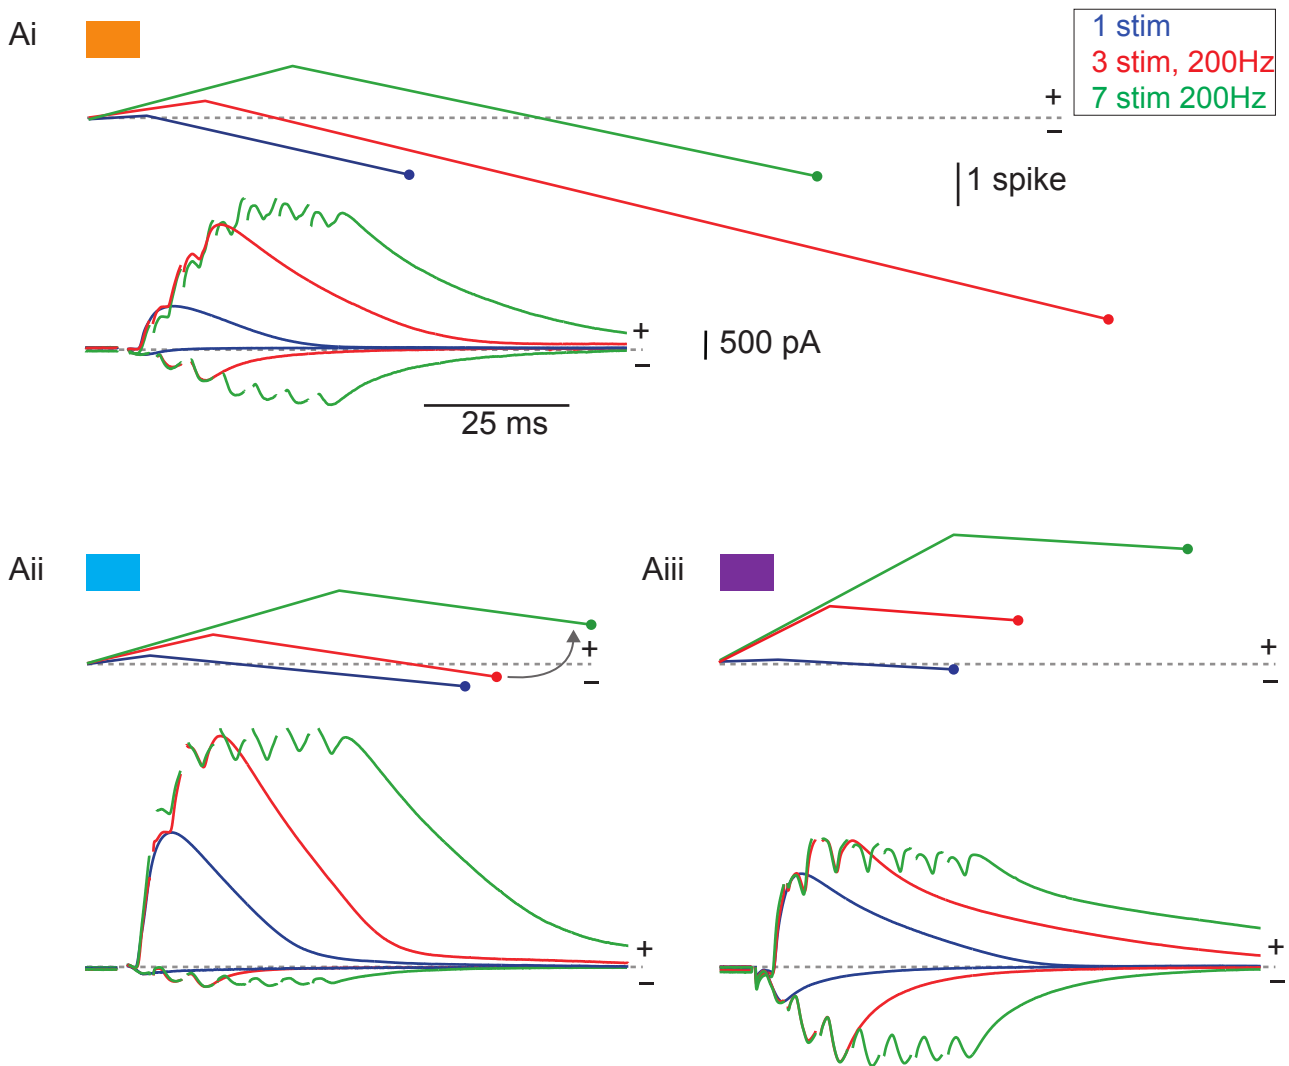 Ai
1 stim
3 stim, 200Hz
7 stim 200Hz
+
–
1 spike
+
–
500 pA
25 ms
Aii
Aiii
+
–
+
–
+
–
+
–